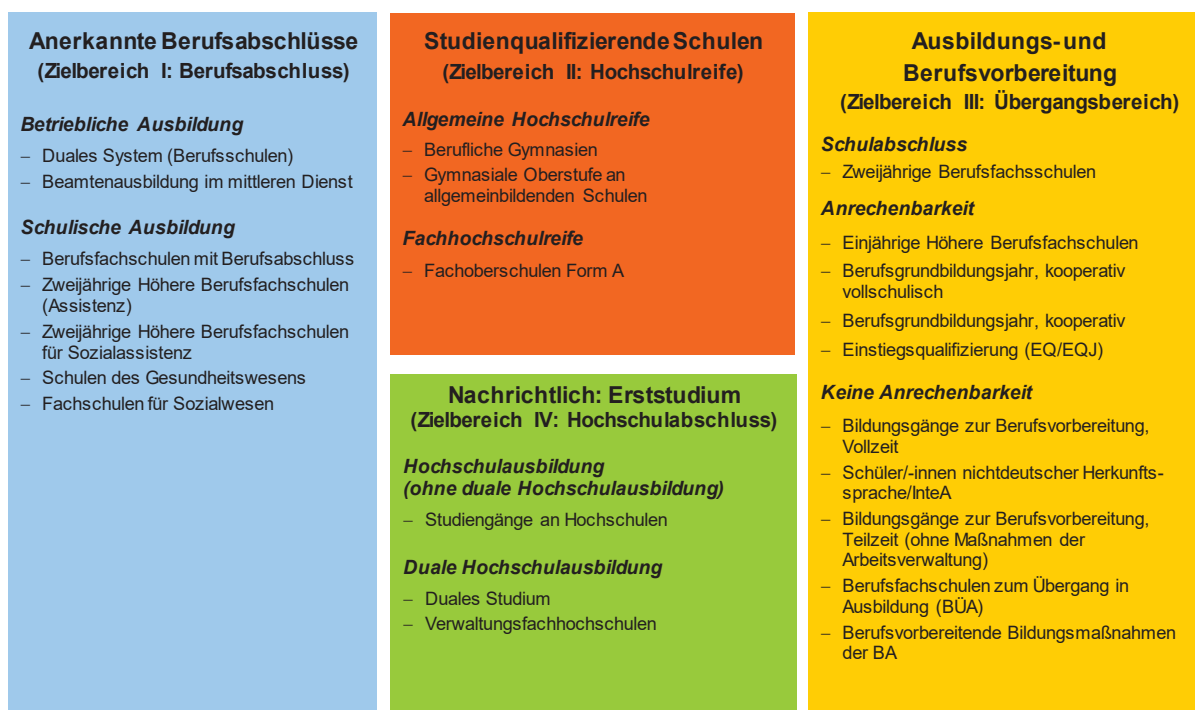 Anerkannte Berufsabschlüsse
(Zielbereich I: Berufsabschluss)
Betriebliche Ausbildung
– Duales System (Berufsschulen)
– Beamtenausbildung im mittleren Dienst
Schulische Ausbildung
– Berufsfachschulen mit Berufsabschluss
– Zweijährige Höhere Berufsfachschulen
(Assistenz)
– Zweijährige Höhere Berufsfachschulen
für Sozialassistenz
– Schulen des Gesundheitswesens
– Fachschulen für Sozialwesen
Studienqualifizierende Schulen
(Zielbereich II: Hochschulreife)
Allgemeine Hochschulreife
– Berufliche Gymnasien
– Gymnasiale Oberstufe an
allgemeinbildenden Schulen
Fachhochschulreife
– Fachoberschulen Form A
Nachrichtlich: Erststudium
(Zielbereich IV: Hochschulabschluss)
Hochschulausbildung
(ohne duale Hochschulausbildung)
– Studiengänge an Hochschulen
Duale Hochschulausbildung
– Duales Studium
– Verwaltungsfachhochschulen
Ausbildungs- und
Berufsvorbereitung
(Zielbereich III: Übergangsbereich)
Schulabschluss
– Zweijährige Berufsfachsschulen
Anrechenbarkeit
– Einjährige Höhere Berufsfachschulen
– Berufsgrundbildungsjahr, kooperativ
vollschulisch
– Berufsgrundbildungsjahr, kooperativ
– Einstiegsqualifizierung (EQ/EQJ)
Keine Anrechenbarkeit
– Bildungsgänge zur Berufsvorbereitung,
Vollzeit
– Schüler/-innen nichtdeutscher Herkunfts-
sprache/InteA
– Bildungsgänge zur Berufsvorbereitung,
Teilzeit (ohne Maßnahmen der
Arbeitsverwaltung)
– Berufsfachschulen zum Übergang in
Ausbildung (BÜA)
– Berufsvorbereitende Bildungsmaßnahmen
der BA